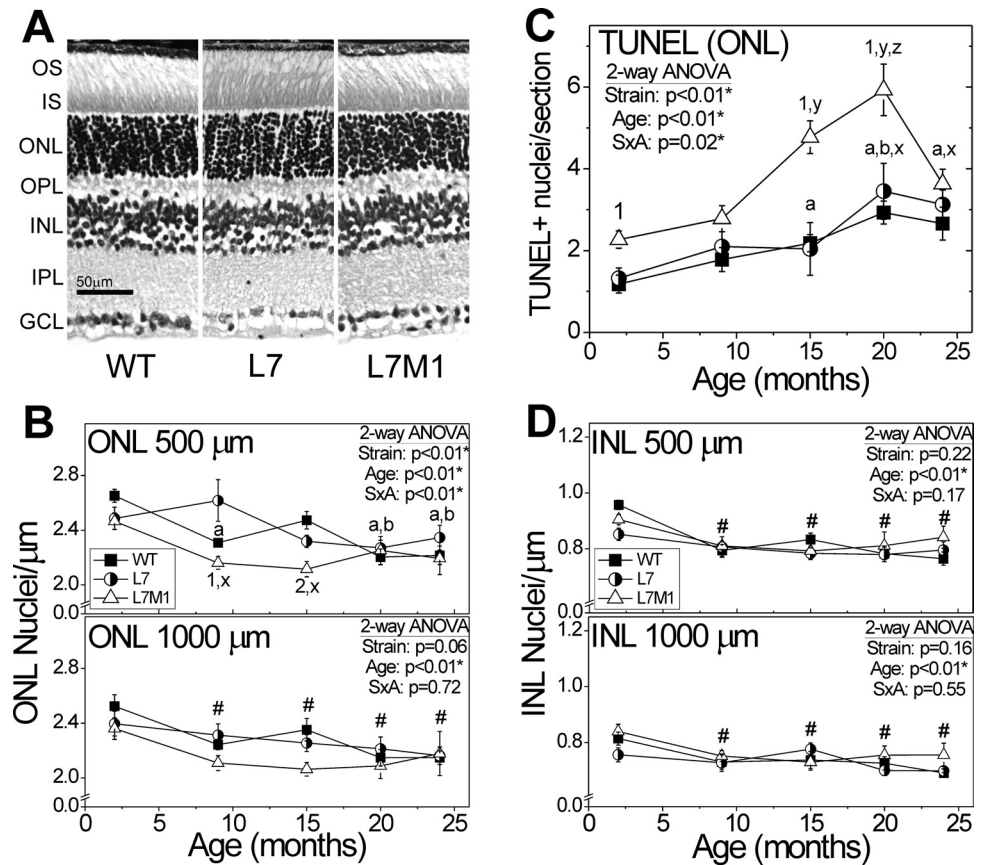 A
OS
IS
ONL
OPL
INL
IPL
GCL
50µm
WT L7 L7M1
C
TUNEL (ONL)
2-way ANOVA
Strain: p<0.01*
Age: p<0.01*
SxA: p=0.02*
TUNEL+ nuclei/section
6
4
2
0
1
1,y
a
1,y,z
a,b,x
a,x
0 5 10 15 20 25
Age (months)
B
ONL 500 µm
2-way ANOVA
Strain: p<0.01*
Age: p<0.01*
SxA: p<0.01*
2.8
2.4
2.0
0.0
a
1,x
2,x
a,b
a,b
WT
L7
L7M1
ONL Nuclei/µm
ONL 1000 µm
2-way ANOVA
Strain: p=0.06
Age: p<0.01*
SxA: p=0.72
2.8
2.4
2.0
0.0
# # # #
0 5 10 15 20 25
Age (months)
D
INL 500 µm
2-way ANOVA
Strain: p=0.22
Age: p<0.01*
SxA: p=0.17
1.2
1.0
0.8
0.0
# # # #
WT
L7
L7M1
INL Nuclei/µm
INL 1000 µm
2-way ANOVA
Strain: p=0.16
Age: p<0.01*
SxA: p=0.55
1.2
1.0
0.8
0.0
# # # #
0 5 10 15 20 25
Age (months)